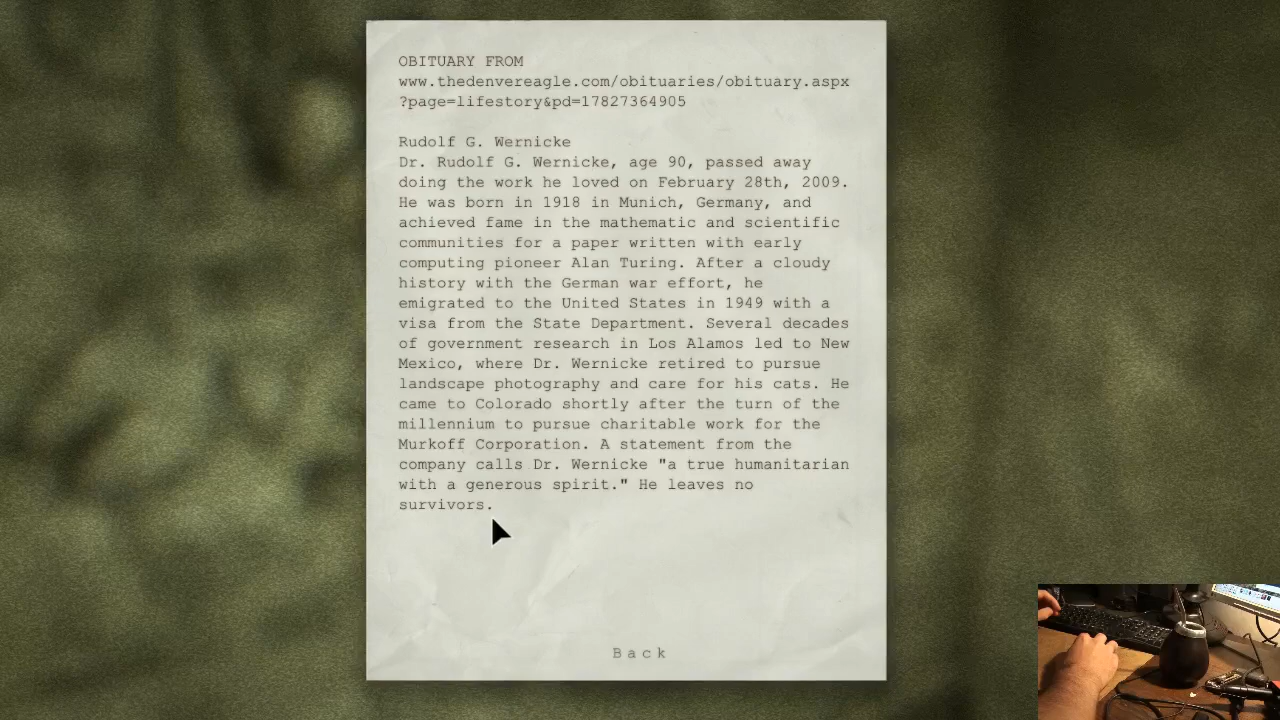 OBITUARY FROM
www.thedenvereagle.com/obituaries/obituary.aspx
?page=lifestory&pd=17827364905
Rudolf G. Wernicke
Dr. Rudolf G. Wernicke, age 90, passed away
doing the work he loved on February 28th, 2009.
He was born in 1918 in Munich, Germany, and
achieved fame in the mathematic and scientific
communities for a paper written with early
computing pioneer Alan Turing. After a cloudy
history with the German war effort, he
emigrated to the United States in 1949 with a
visa from the State Department. Several decades
of government research in Los Alamos led to New
Mexico, where Dr. Wernicke retired to pursue
landscape photography and care for his cats. He
came to Colorado shortly after the turn of the
millennium to pursue charitable work for the
Murkoff Corporation. A statement from the
company calls Dr. Wernicke "a true humanitarian
with a generous spirit." He leaves no
survivors.
Back